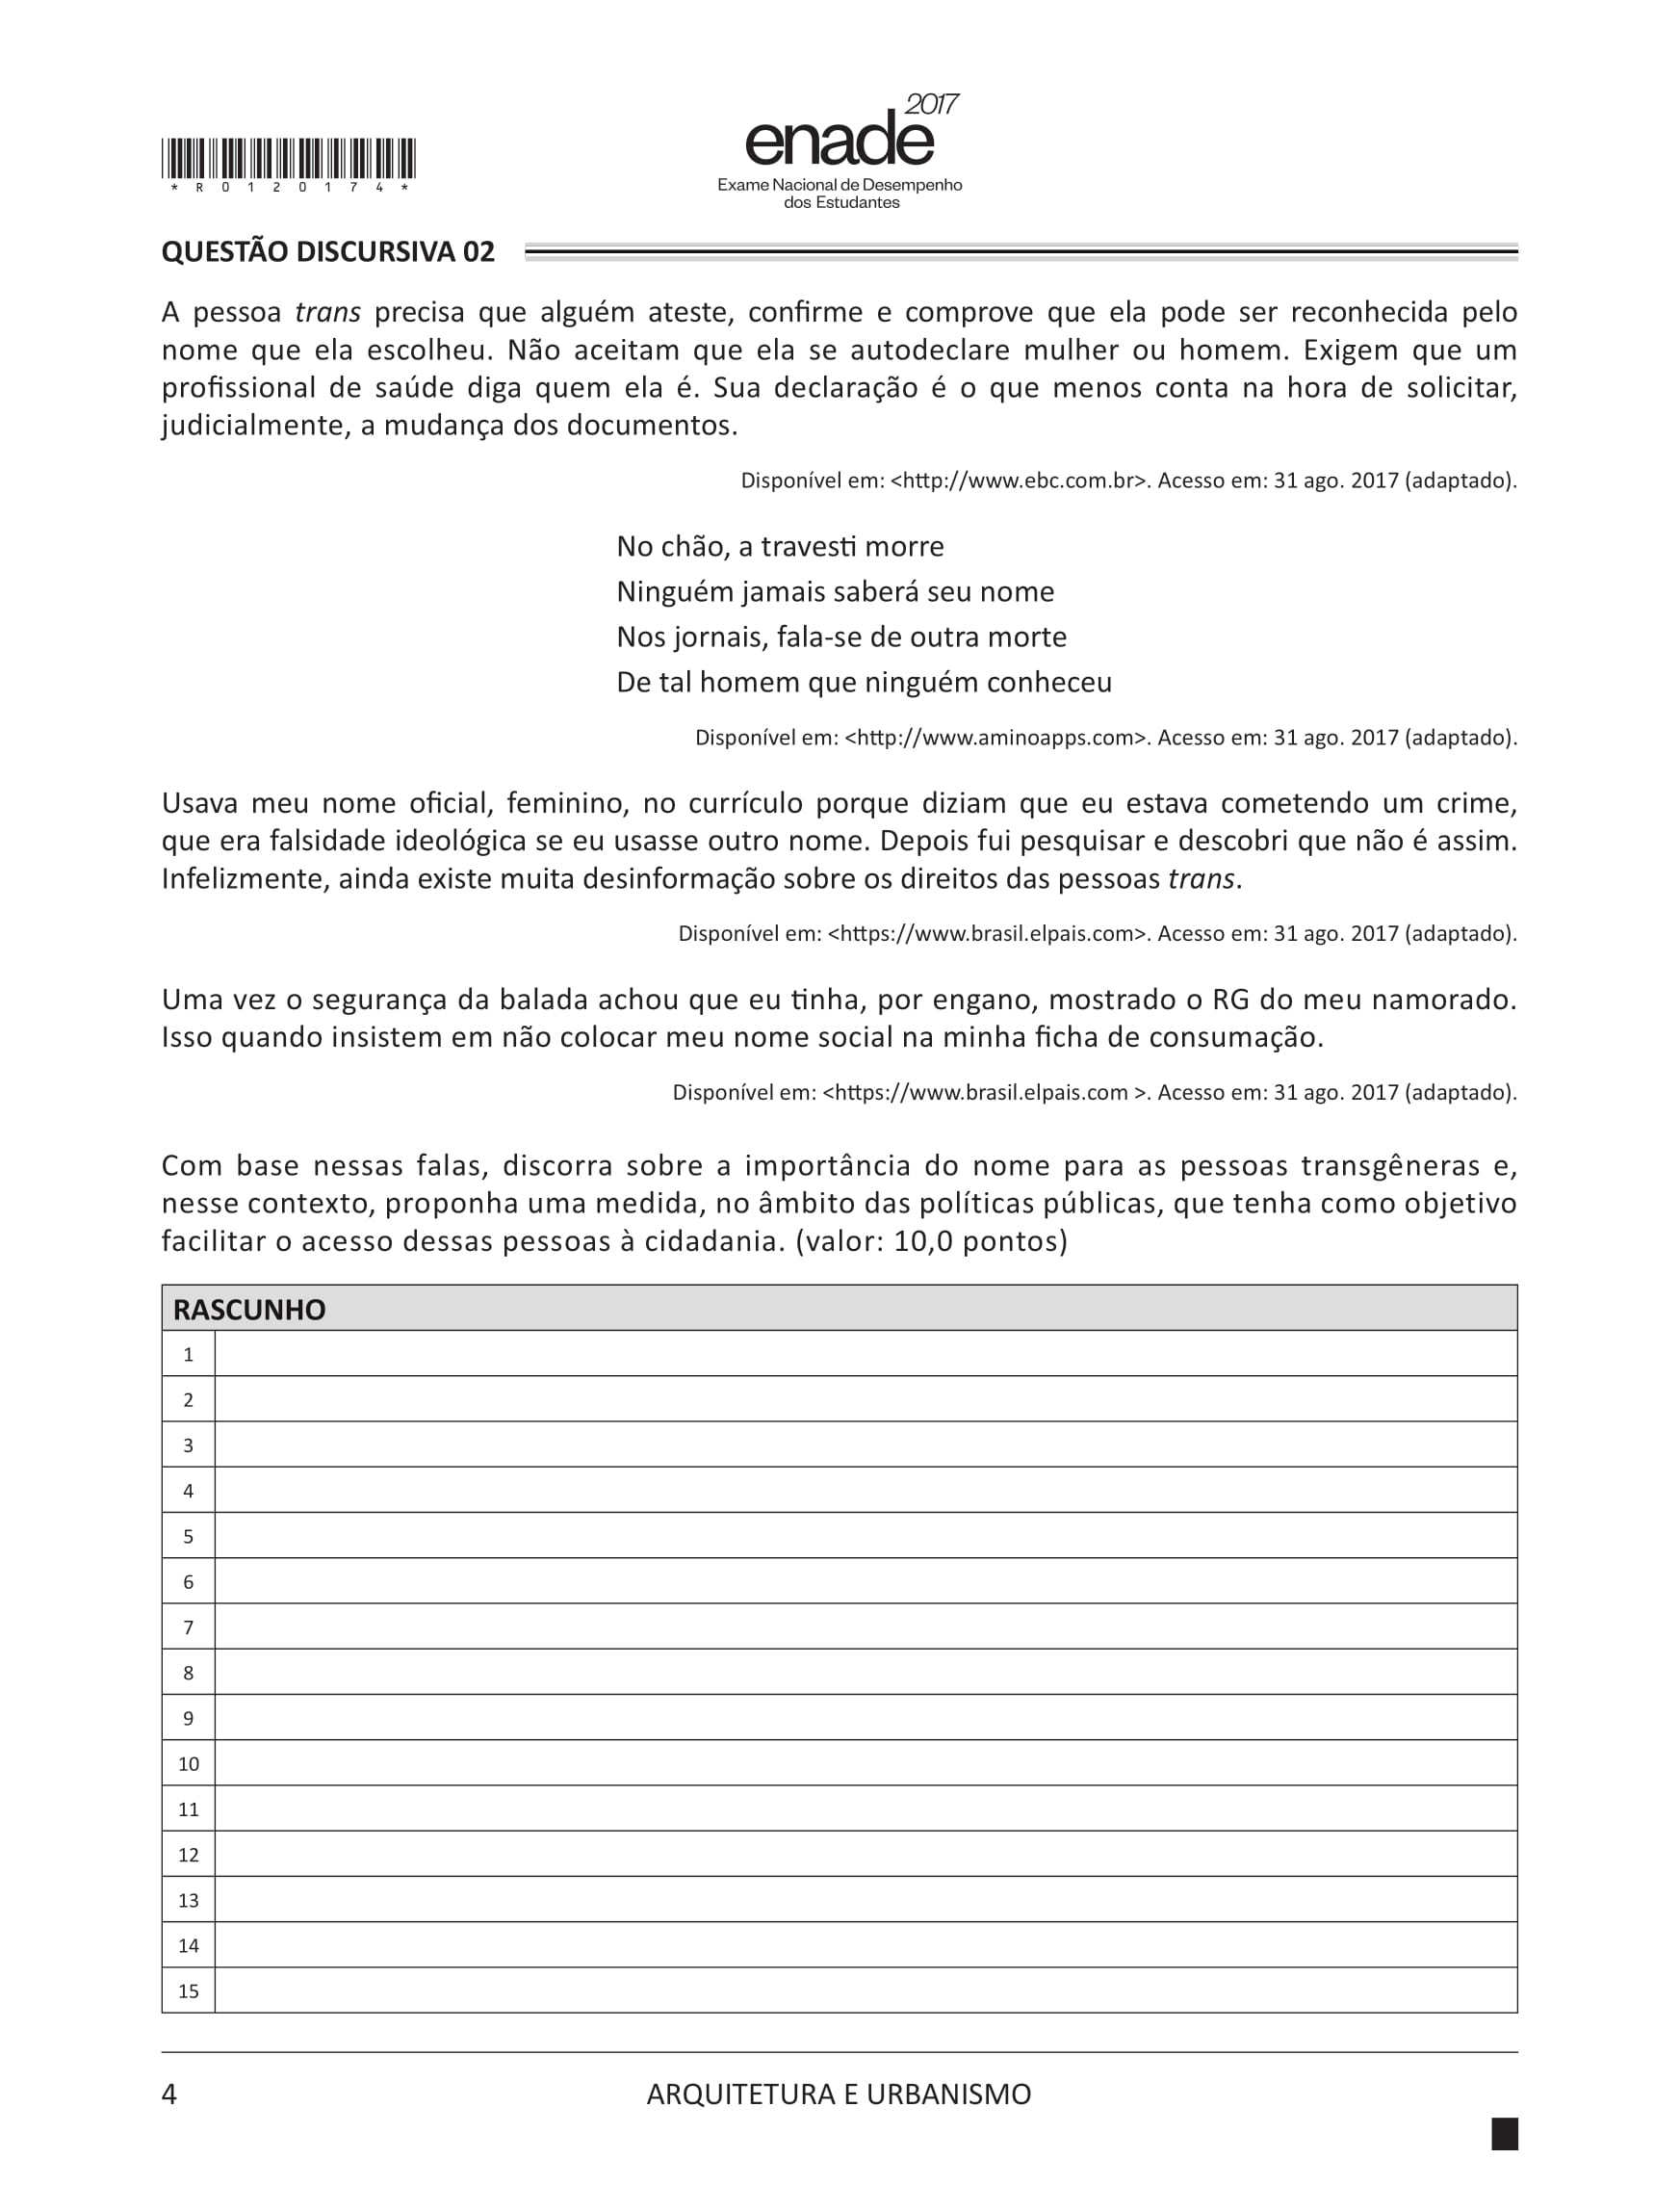 2017
enade
Exame Nacional de Desempenho
dos Estudantes
* R 0 1 2 0 1 7 4 *
QUESTÃO DISCURSIVA 02
A pessoa trans precisa que alguém ateste, confirme e comprove que ela pode ser reconhecida pelo
nome que ela escolheu. Não aceitam que ela se autodeclare mulher ou homem. Exigem que um
profissional de saúde diga quem ela é. Sua declaração é o que menos conta na hora de solicitar,
judicialmente, a mudança dos documentos.
Disponível em: <http://www.ebc.com.br>. Acesso em: 31 ago. 2017 (adaptado).
No chão, a travesti morre
Ninguém jamais saberá seu nome
Nos jornais, fala-se de outra morte
De tal homem que ninguém conheceu
Disponível em: <http://www.aminoapps.com>. Acesso em: 31 ago. 2017 (adaptado).
Usava meu nome oficial, feminino, no currículo porque diziam que eu estava cometendo um crime,
que era falsidade ideológica se eu usasse outro nome. Depois fui pesquisar e descobri que não é assim.
Infelizmente, ainda existe muita desinformação sobre os direitos das pessoas trans.
Disponível em: <https://www.brasil.elpais.com>. Acesso em: 31 ago. 2017 (adaptado).
Uma vez o segurança da balada achou que eu tinha, por engano, mostrado o RG do meu namorado.
Isso quando insistem em não colocar meu nome social na minha ficha de consumação.
Disponível em: <https://www.brasil.elpais.com >. Acesso em: 31 ago. 2017 (adaptado).
Com base nessas falas, discorra sobre a importância do nome para as pessoas transgêneras e,
nesse contexto, proponha uma medida, no âmbito das políticas públicas, que tenha como objetivo
facilitar o acesso dessas pessoas à cidadania. (valor: 10,0 pontos)
RASCUNHO
1
2
3
4
5
6
7
8
9
10
11
12
13
14
15
4
ARQUITETURA E URBANISMO